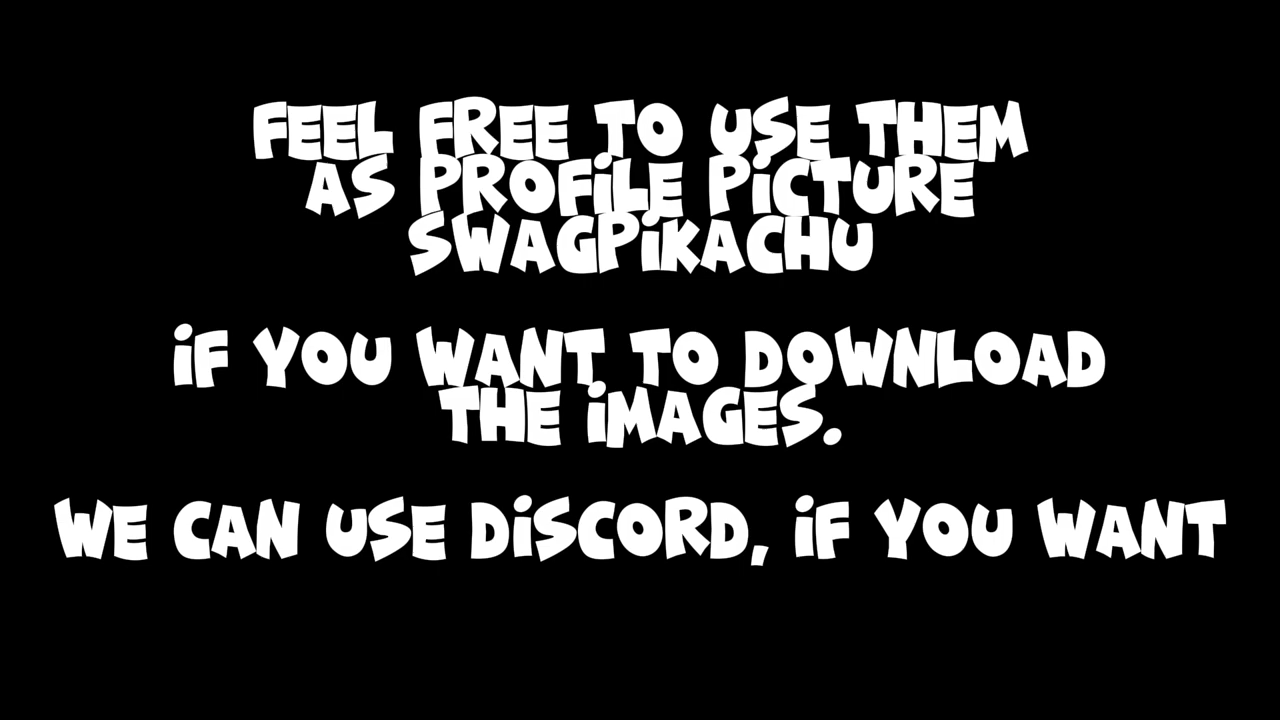 FEEL FREE TO USE THEM
AS PROFiLE PiCTURE
SWAGPiKACHU
iF YOU WANT TO DOWNLOAD
THE iMAGES.
WE CAN USE DiSCORD, iF YOU WANT